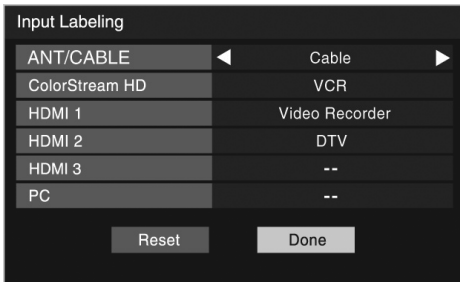 Input Labeling
ANT/CABLE Cable
ColorStream HD VCR
HDMI 1 Video Recorder
HDMI 2 DTV
HDMI 3 --
PC --
Reset Done